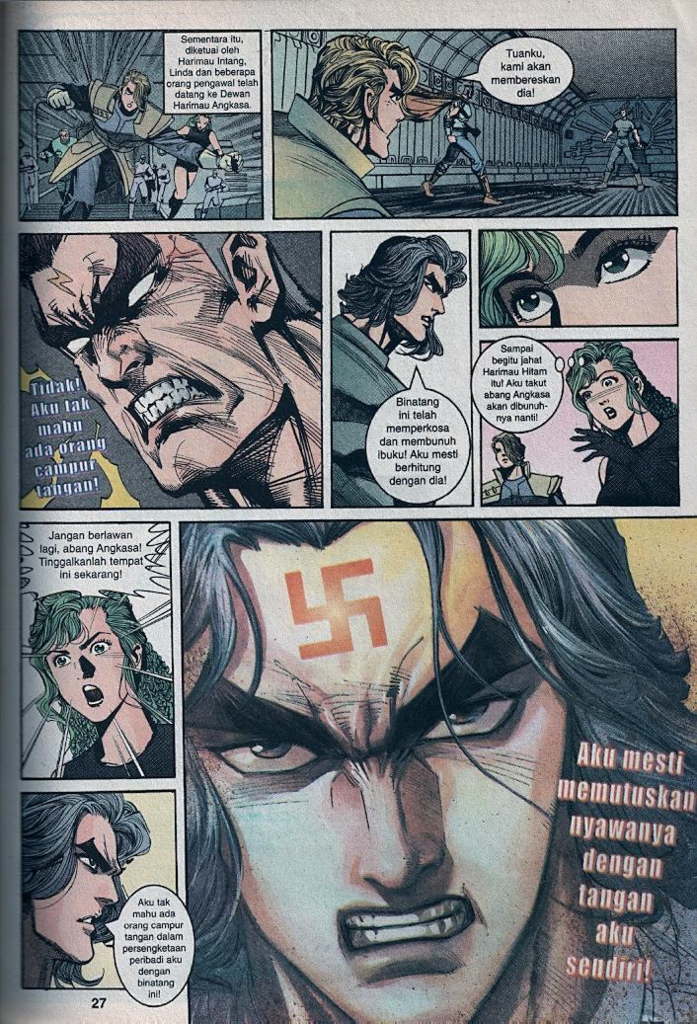 Sementara itu,
diketuai oleh
Harimau Intang,
Linda dan beberapa
orang pengawal telah
datang ke Dewan
Harimau Angkasa.
Tuanku,
kami akan
membereskan
dia!
Tidak!
Aku tak
mahu
ada orang
campur
tangan!
Binatang
ini telah
memperkosa
dan membunuh
ibuku! Aku mesti
berhitung
dengan dia!
Sampai
begitu jahat
Harimau Hitam
itu! Aku takut
abang Angkasa
akan dibunuh-
nya nanti!
Jangan berlawan
lagi, abang Angkasa!
Tinggalkanlah tempat
ini sekarang!
Aku tak
mahu ada
orang campur
tangan dalam
persengketaan
peribadi aku
dengan
binatang
ini!
Aku mesti
memutuskan
nyawanya
dengan
tangan
aku
sendiri!
27